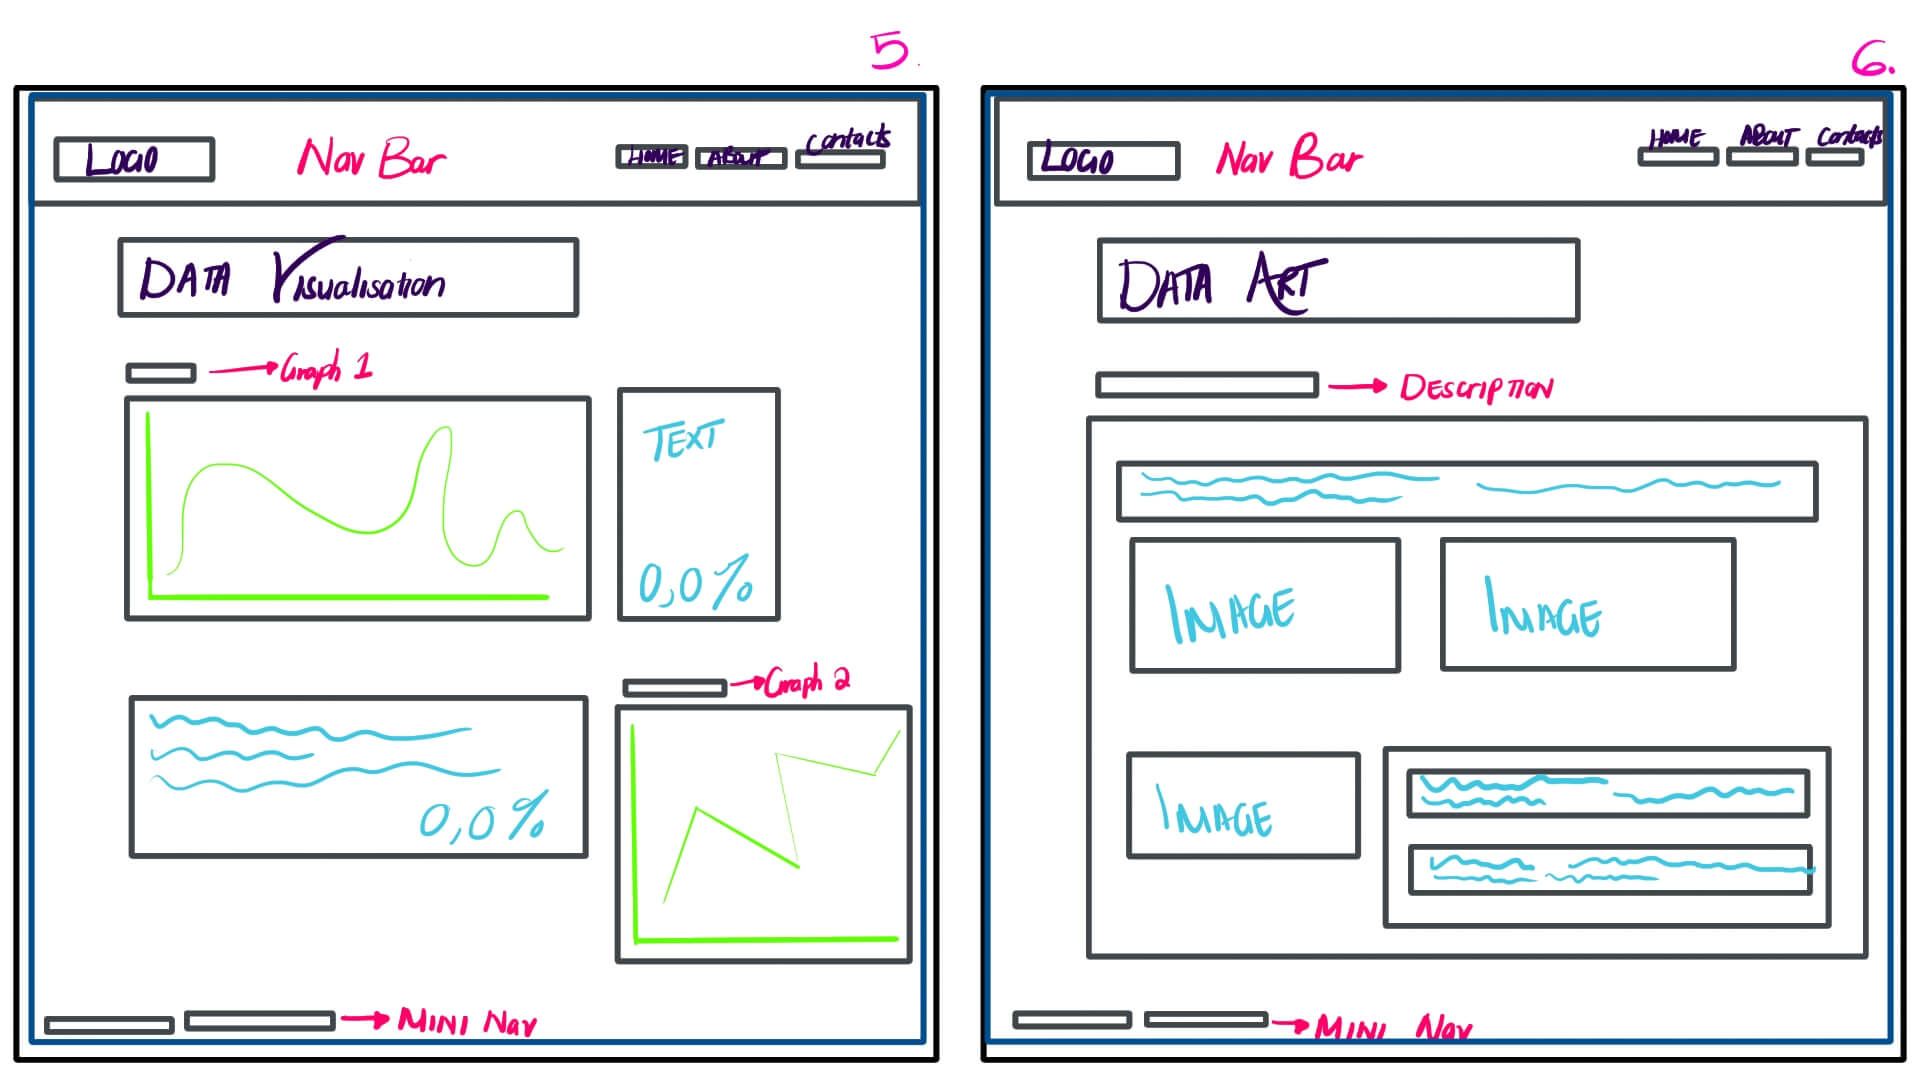 5.
LOGO
Nav Bar
HOME
ABOUT
Contacts
DATA Visualisation
Graph 1
TEXT
0,0%
Graph 2
0,0%
MINI Nav
6.
LOGO
Nav Bar
HOME
ABOUT
Contacts
DATA ART
DESCRIPTION
IMAGE
IMAGE
IMAGE
MINI Nav